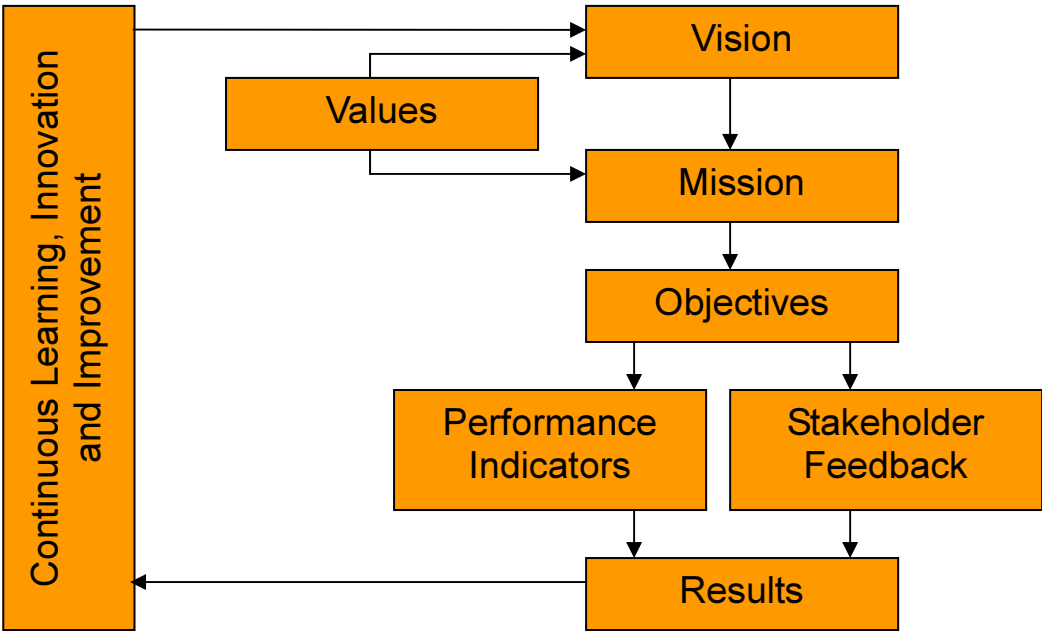 Continuous Learning, Innovation
and Improvement
Vision
Values
Mission
Objectives
Performance
Indicators
Stakeholder
Feedback
Results